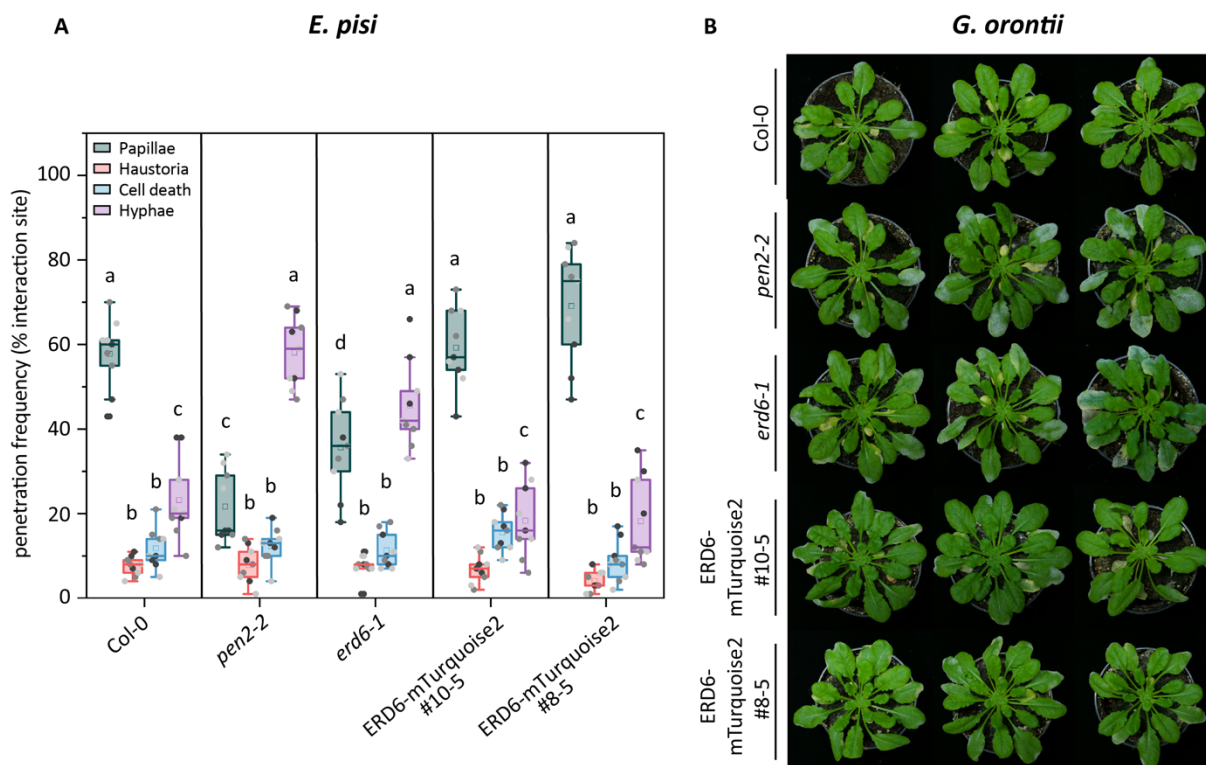 A
E. pisi
penetration frequency (% interaction site)
100
80
60
40
20
0
Papillae
Haustoria
Cell death
Hyphae
a
b
b
c
c
b
b
a
d
b
b
a
a
b
b
c
a
b
b
c
Col-0
pen2-2
erd6-1
ERD6-mTurquoise2
#10-5
ERD6-mTurquoise2
#8-5
B
G. orontii
Col-0
pen2-2
erd6-1
ERD6-
mTurquoise2
#10-5
ERD6-
mTurquoise2
#8-5